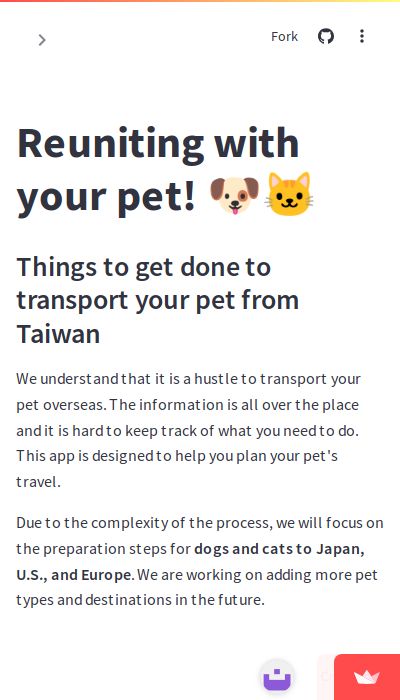 Fork
Reuniting with
your pet! 🐶🐱
Things to get done to
transport your pet from
Taiwan
We understand that it is a hustle to transport your
pet overseas. The information is all over the place
and it is hard to keep track of what you need to do.
This app is designed to help you plan your pet's
travel.
Due to the complexity of the process, we will focus on
the preparation steps for dogs and cats to Japan,
U.S., and Europe. We are working on adding more pet
types and destinations in the future.